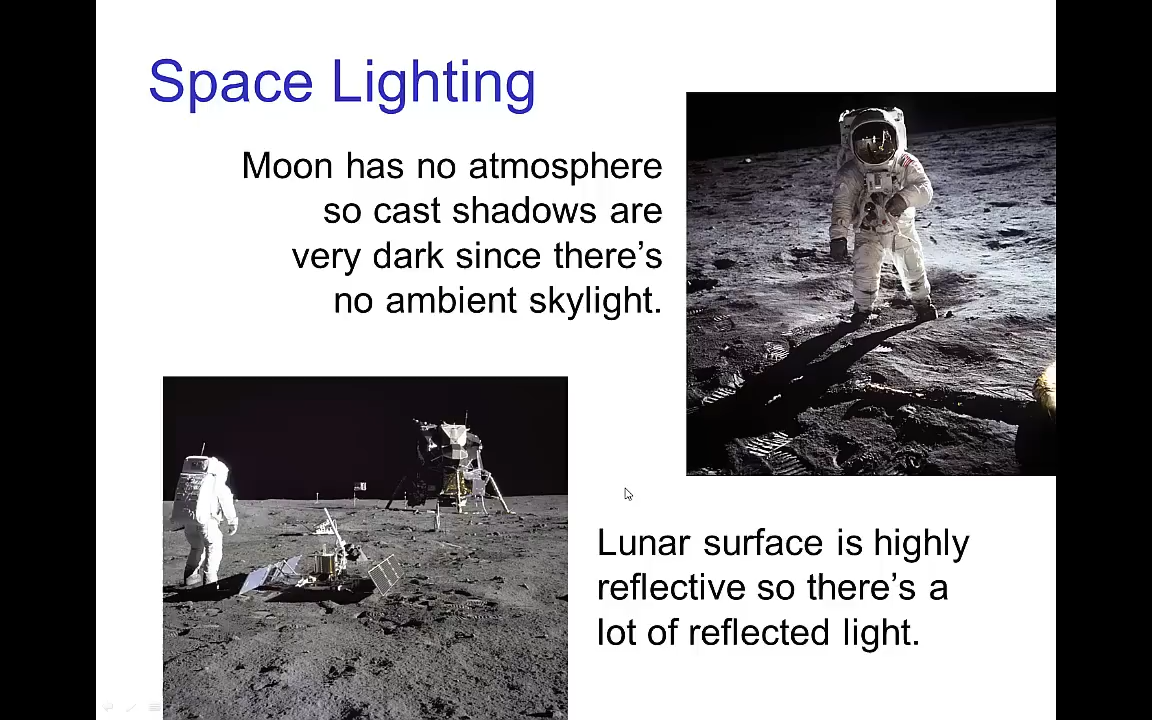 Space Lighting
Moon has no atmosphere
so cast shadows are
very dark since there's
no ambient skylight.
Lunar surface is highly
reflective so there's a
lot of reflected light.